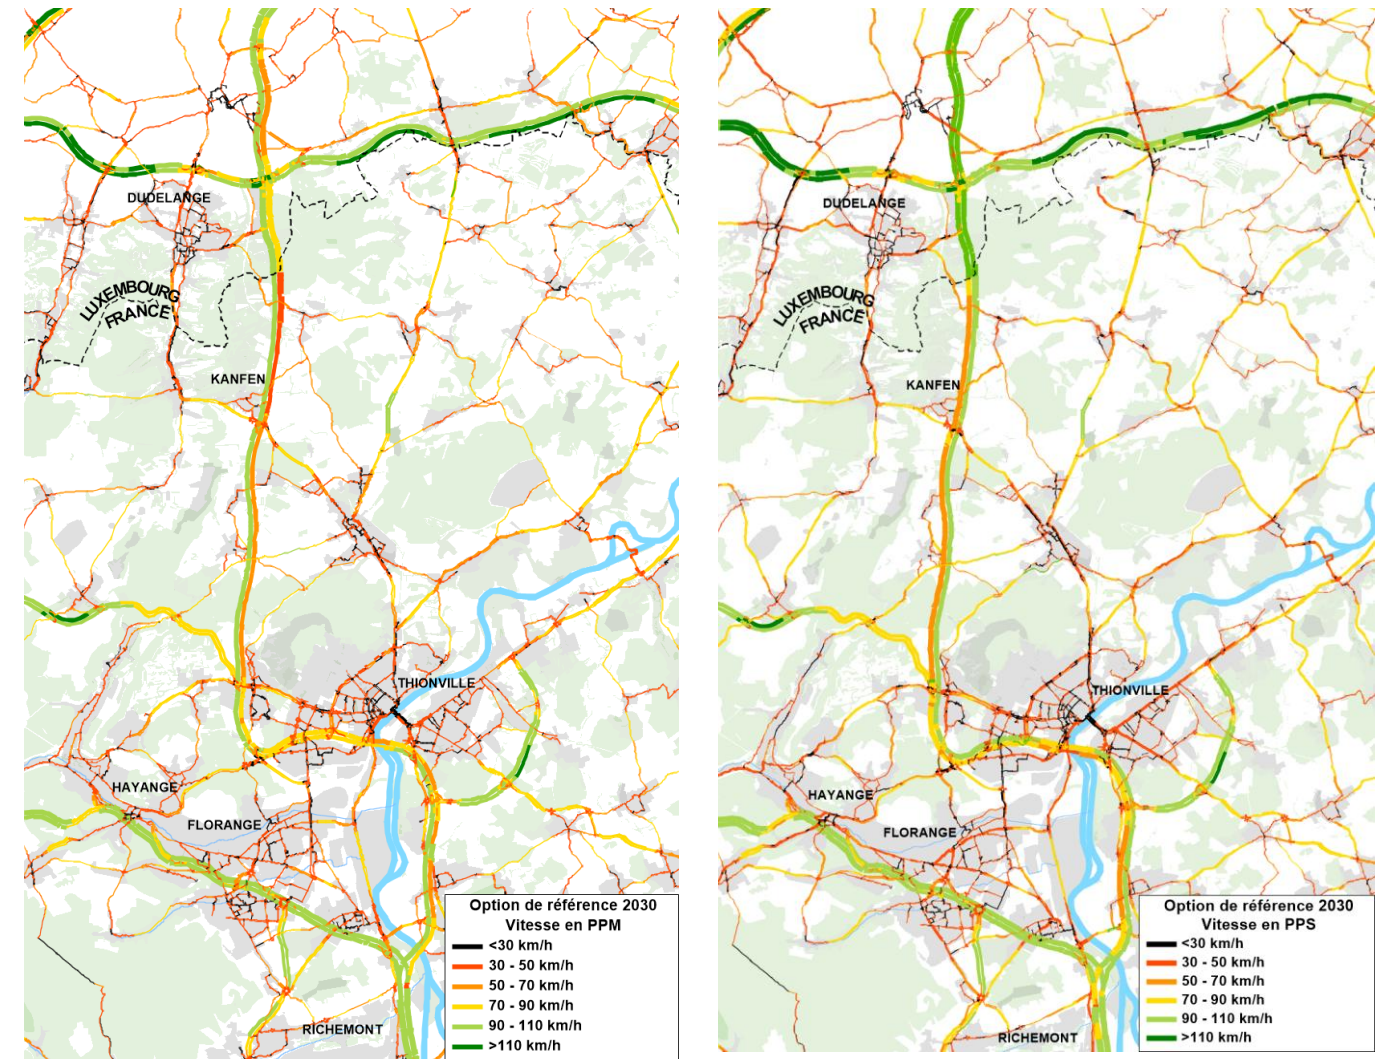 DUDELANGE
LUXEMBOURG
FRANCE
KANFEN
THIONVILLE
HAYANGE
FLORANGE
RICHEMONT
Option de référence 2030
Vitesse en PPM
<30 km/h
30 - 50 km/h
50 - 70 km/h
70 - 90 km/h
90 - 110 km/h
>110 km/h
DUDELANGE
LUXEMBOURG
FRANCE
KANFEN
THIONVILLE
HAYANGE
FLORANGE
RICHEMONT
Option de référence 2030
Vitesse en PPS
<30 km/h
30 - 50 km/h
50 - 70 km/h
70 - 90 km/h
90 - 110 km/h
>110 km/h